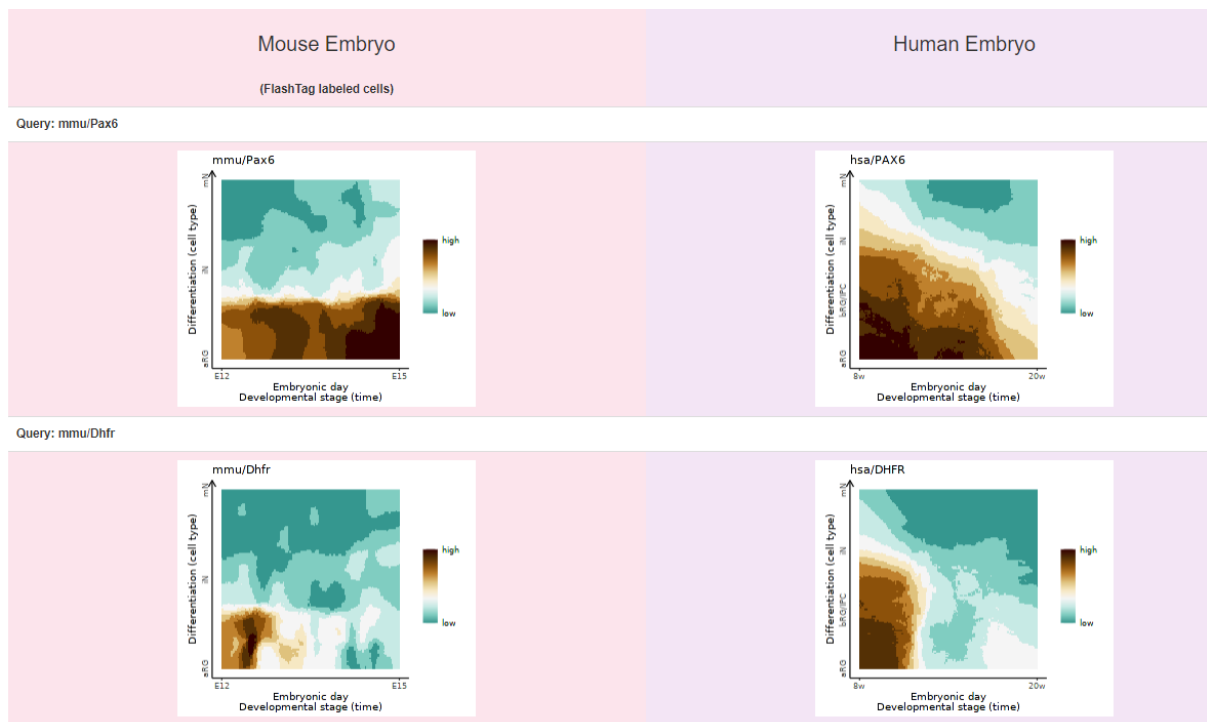 Mouse Embryo
Human Embryo
(FlashTag labeled cells)
Query: mmu/Pax6
mmu/Pax6
mN
iN
aRG
Differentiation (cell type)
high
low
E12
E15
Embryonic day
Developmental stage (time)
hsa/PAX6
mN
iN
bRG/IPC
aRG
Differentiation (cell type)
high
low
8w
20w
Embryonic day
Developmental stage (time)
Query: mmu/Dhfr
mmu/Dhfr
mN
iN
aRG
Differentiation (cell type)
high
low
E12
E15
Embryonic day
Developmental stage (time)
hsa/DHFR
mN
iN
bRG/IPC
aRG
Differentiation (cell type)
high
low
8w
20w
Embryonic day
Developmental stage (time)